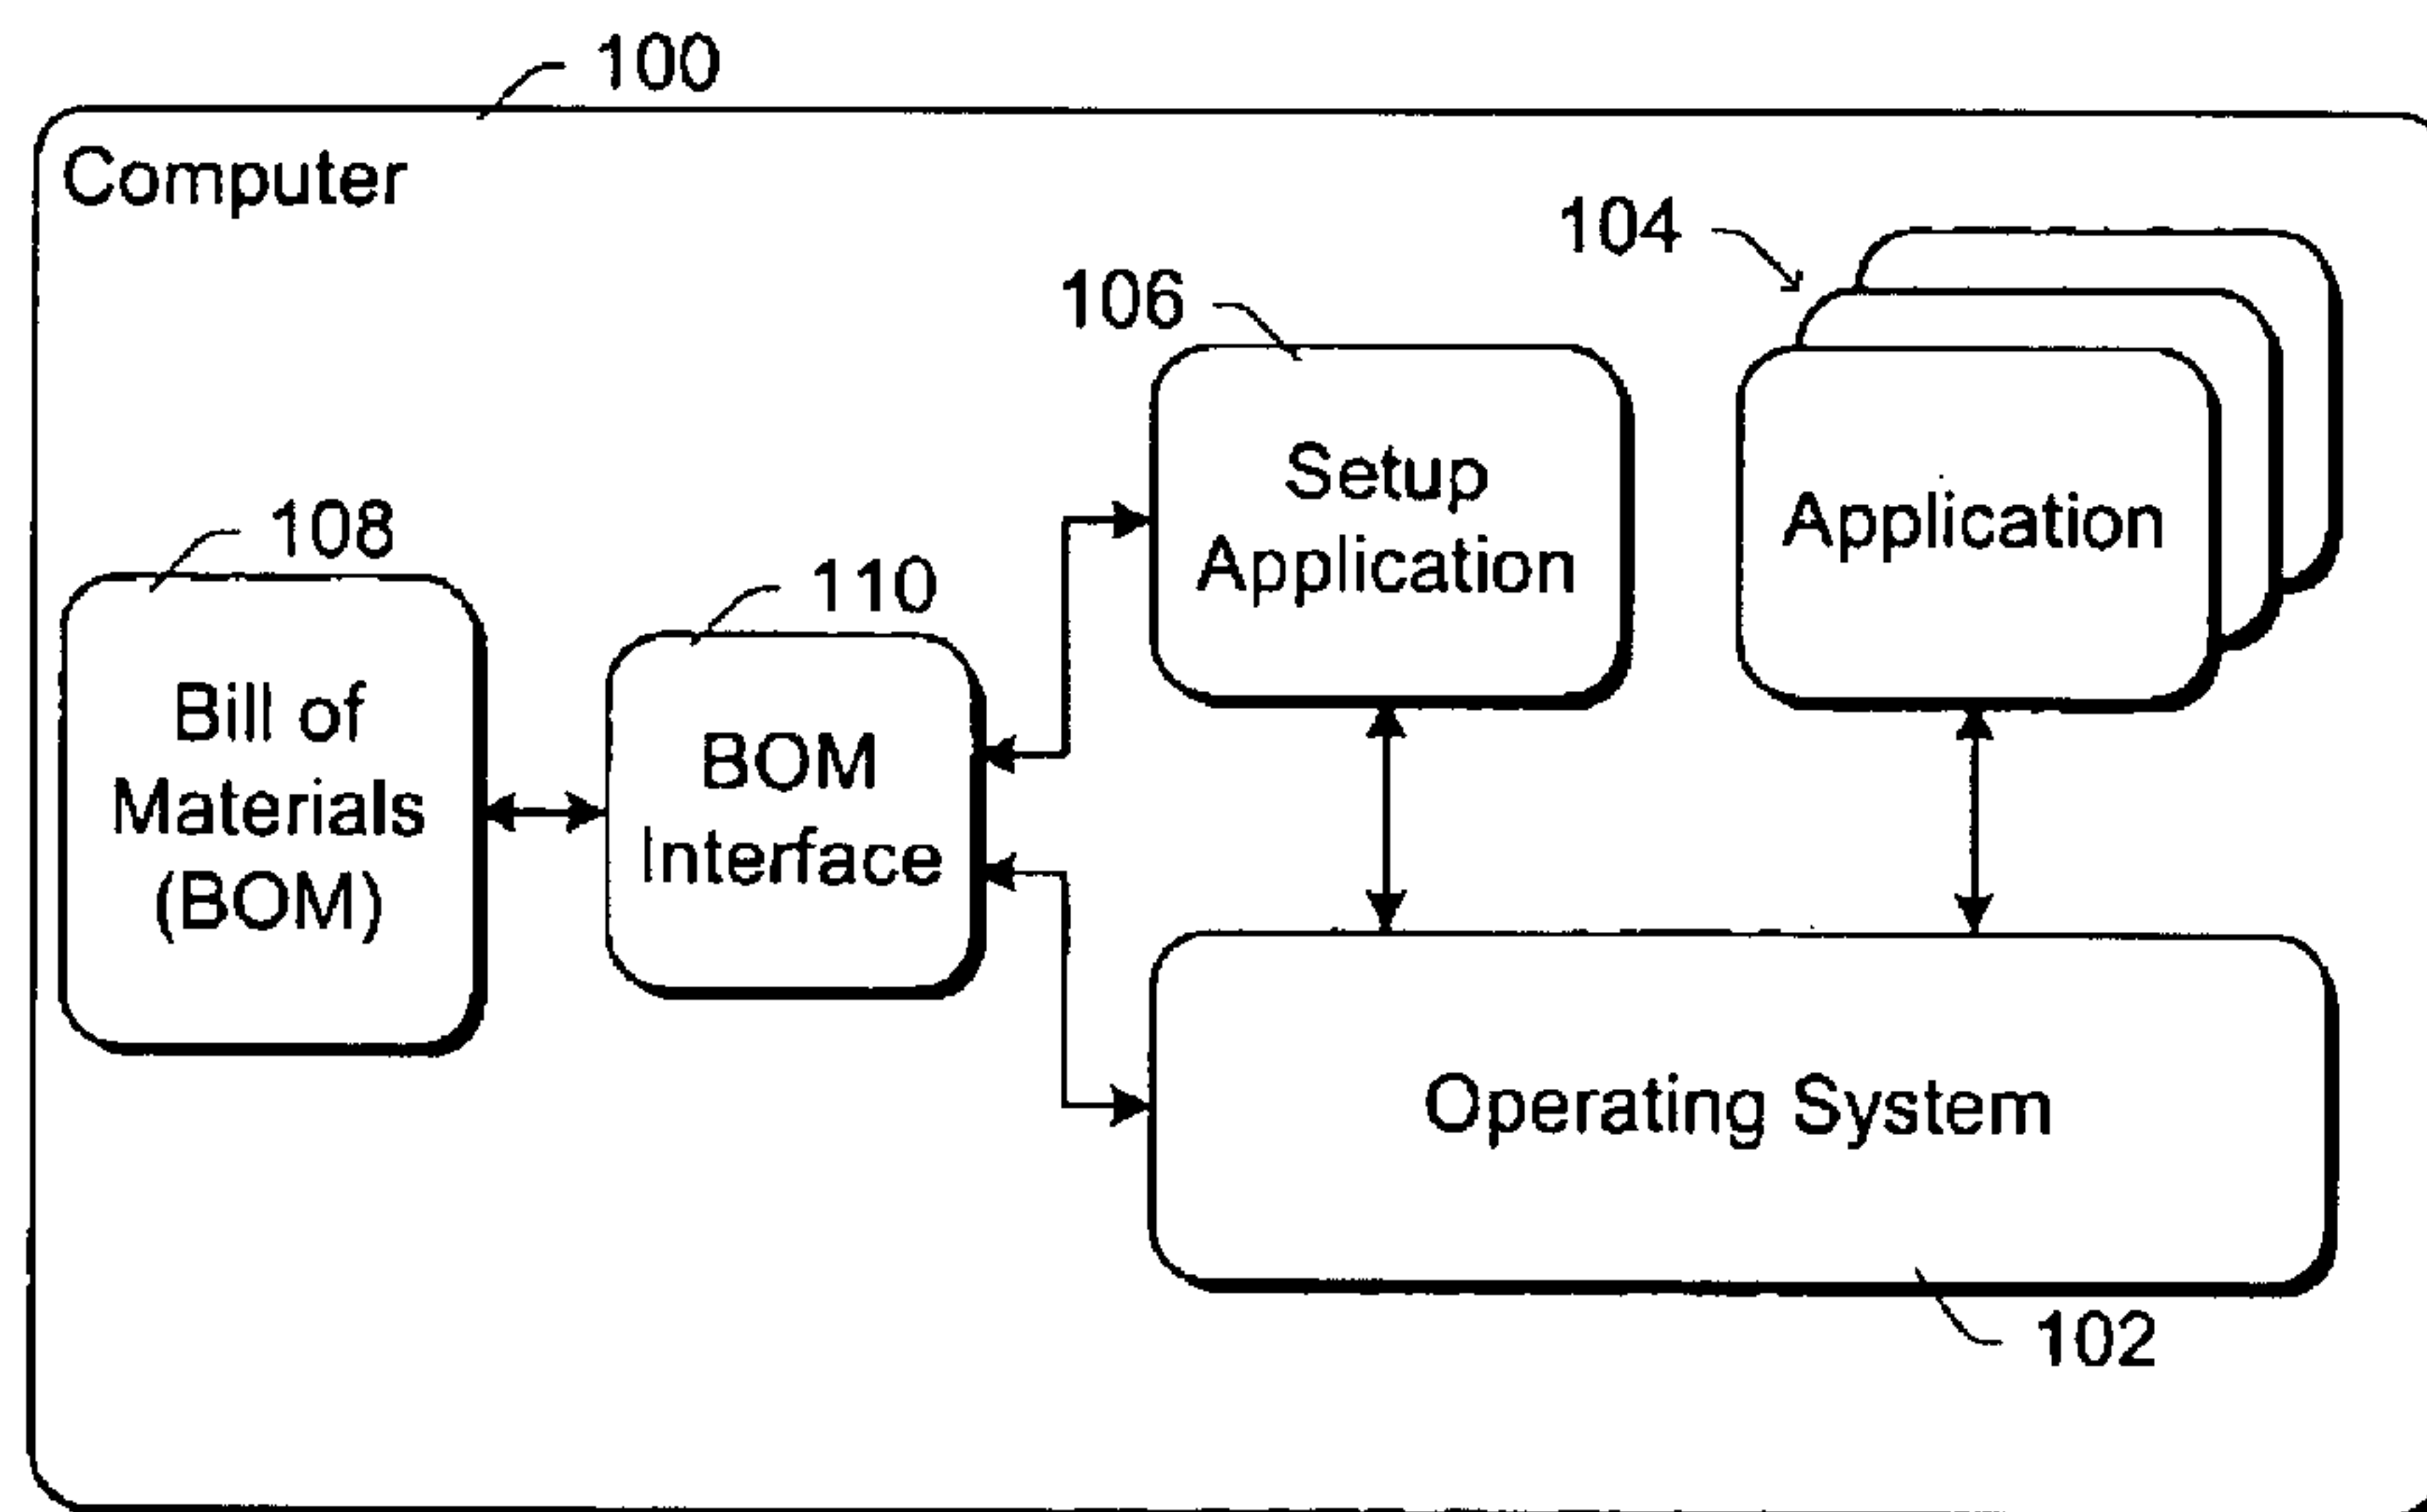 100
Computer
104
106
Setup
Application
Application
108
110
Bill of
Materials
(BOM)
BOM
Interface
Operating System
102